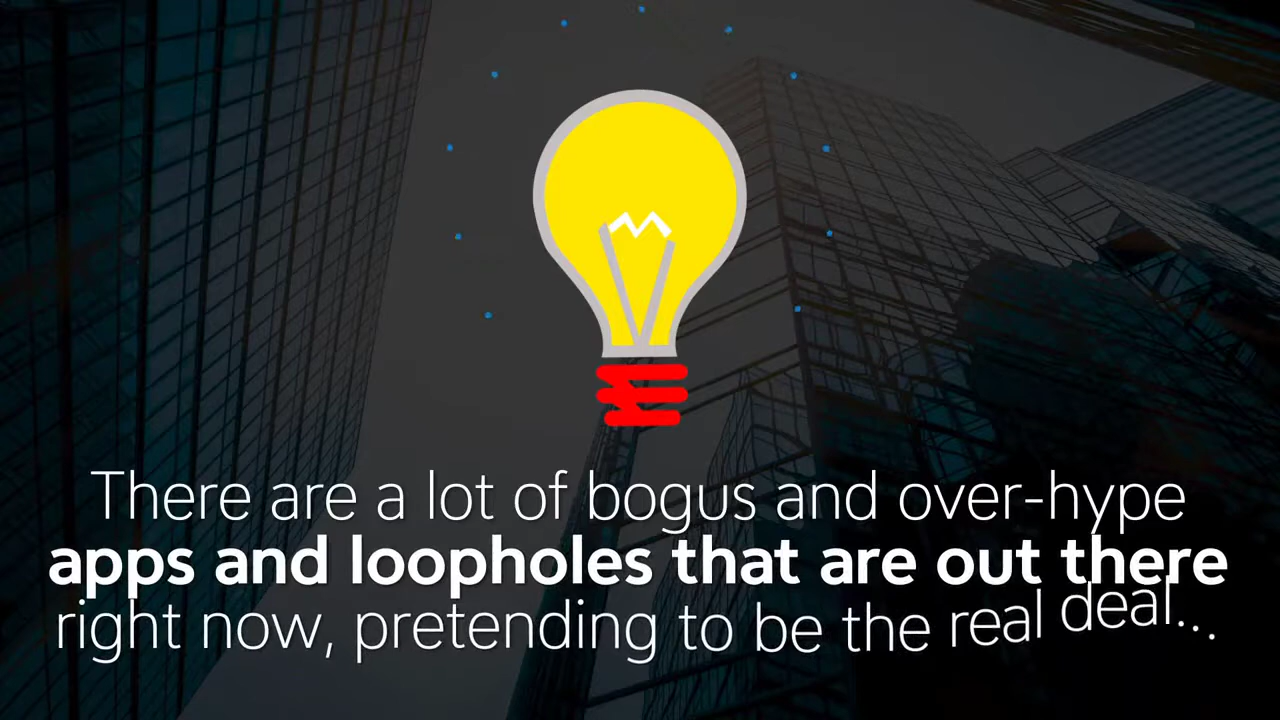 There are a lot of bogus and over-hype
apps and loopholes that are out there
right now, pretending to be the real deal...